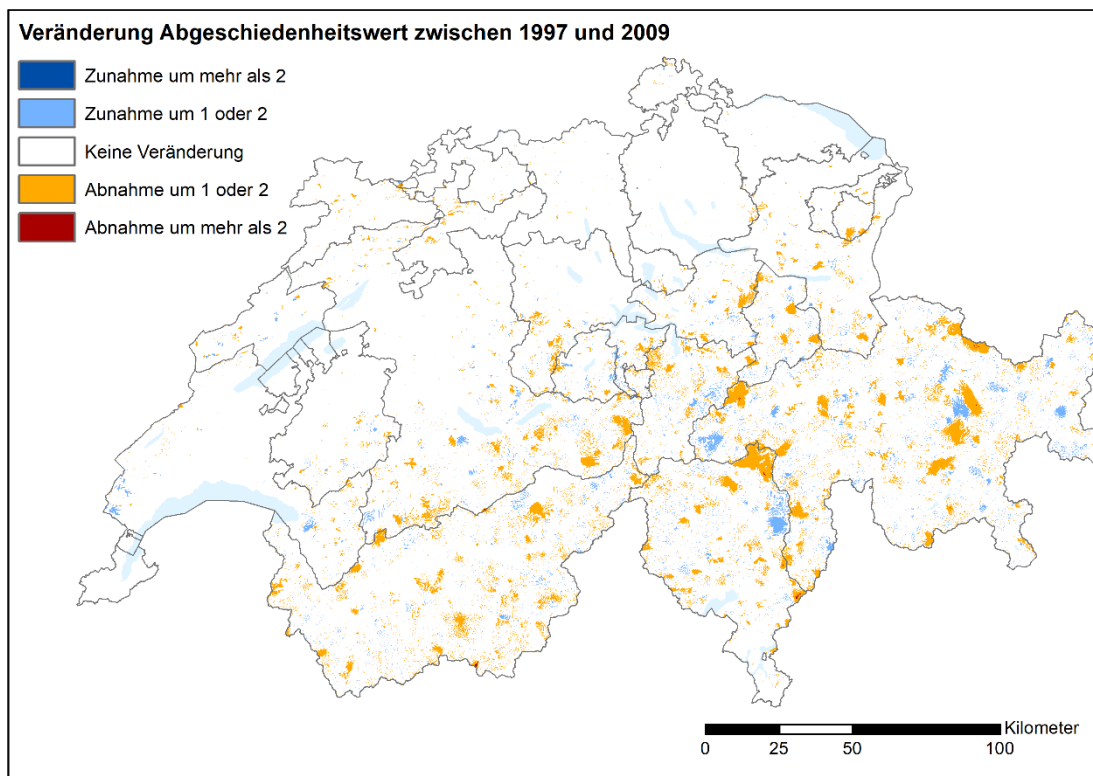 Veränderung Abgeschiedenheitswert zwischen 1997 und 2009
Zunahme um mehr als 2
Zunahme um 1 oder 2
Keine Veränderung
Abnahme um 1 oder 2
Abnahme um mehr als 2
Kilometer
0 25 50 100